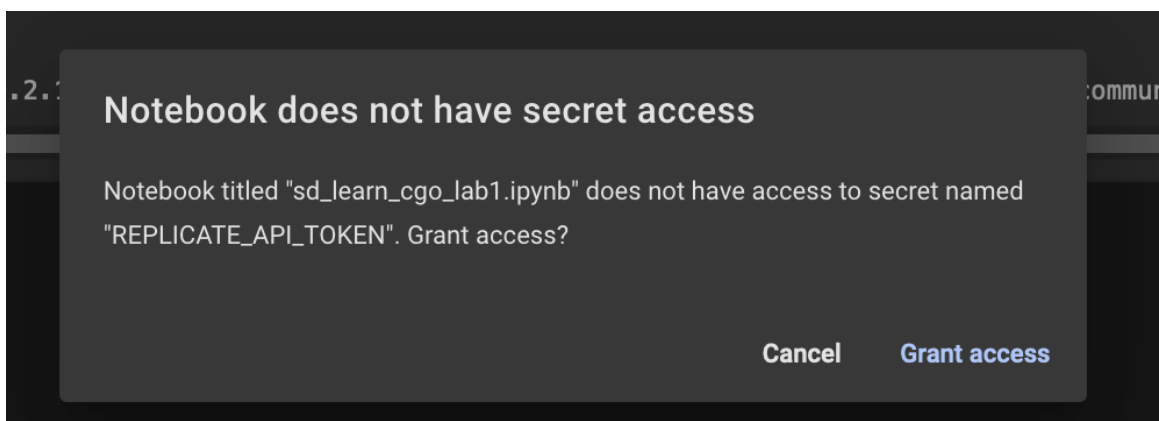 Notebook does not have secret access
Notebook titled "sd_learn_cgo_lab1.ipynb" does not have access to secret named
"REPLICATE_API_TOKEN". Grant access?
Cancel Grant access